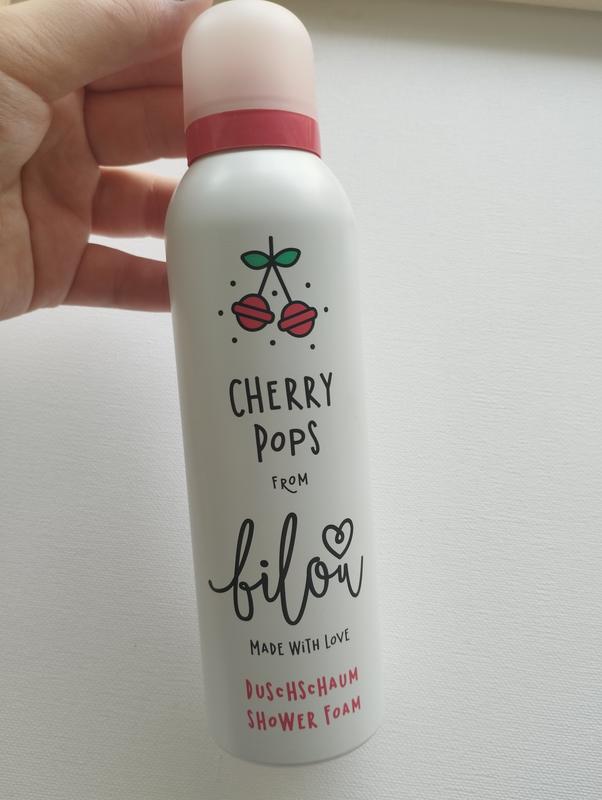 CHERRY
POPS
FROM
bilou
MADE WiTH LOVE
DUScHScHAUM
SHoWER FoAM